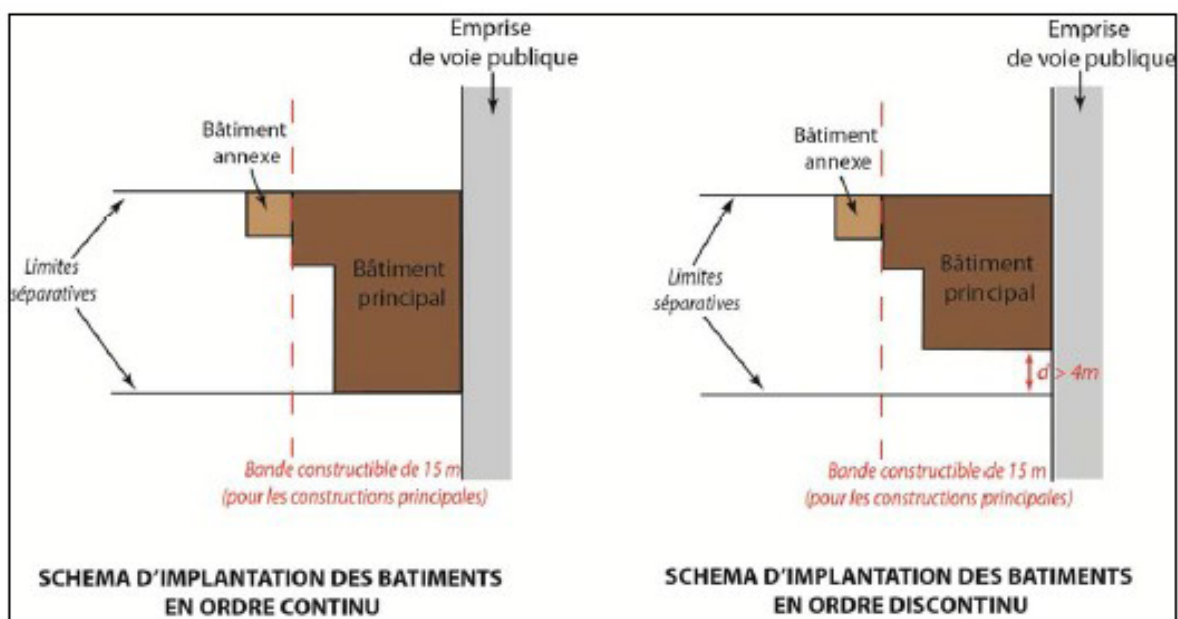 Emprise
de voie publique
Bâtiment
annexe
Limites
séparatives
Bâtiment
principal
Bande constructible de 15 m
(pour les constructions principales)
SCHEMA D'IMPLANTATION DES BATIMENTS
EN ORDRE CONTINU
Emprise
de voie publique
Bâtiment
annexe
Limites
séparatives
Bâtiment
principal
d > 4m
Bande constructible de 15 m
(pour les constructions principales)
SCHEMA D'IMPLANTATION DES BATIMENTS
EN ORDRE DISCONTINU